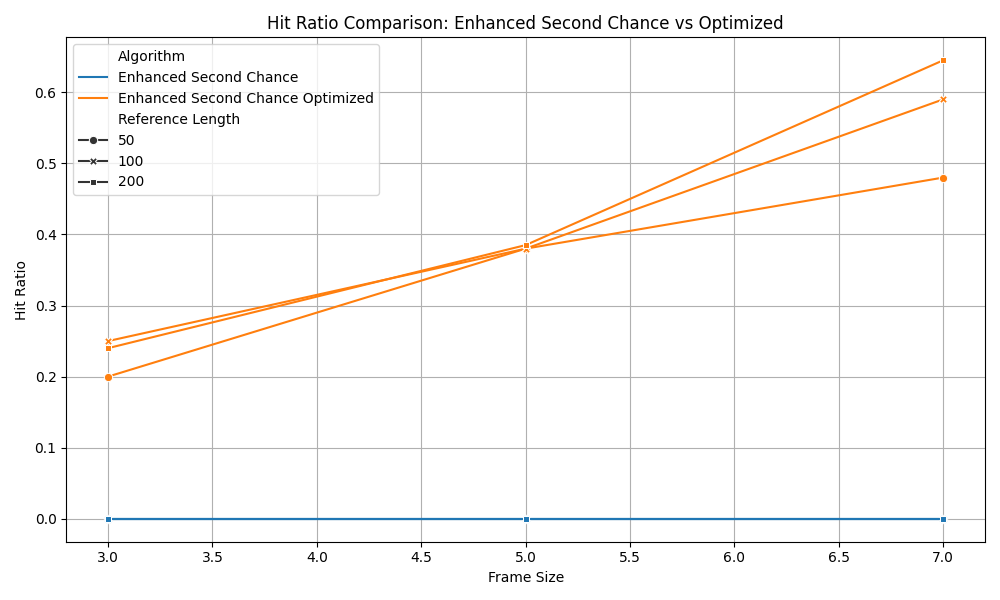 Hit Ratio Comparison: Enhanced Second Chance vs Optimized
Algorithm
Enhanced Second Chance
Enhanced Second Chance Optimized
Reference Length
50
100
200
Hit Ratio
0.6
0.5
0.4
0.3
0.2
0.1
0.0
3.0 3.5 4.0 4.5 5.0 5.5 6.0 6.5 7.0
Frame Size